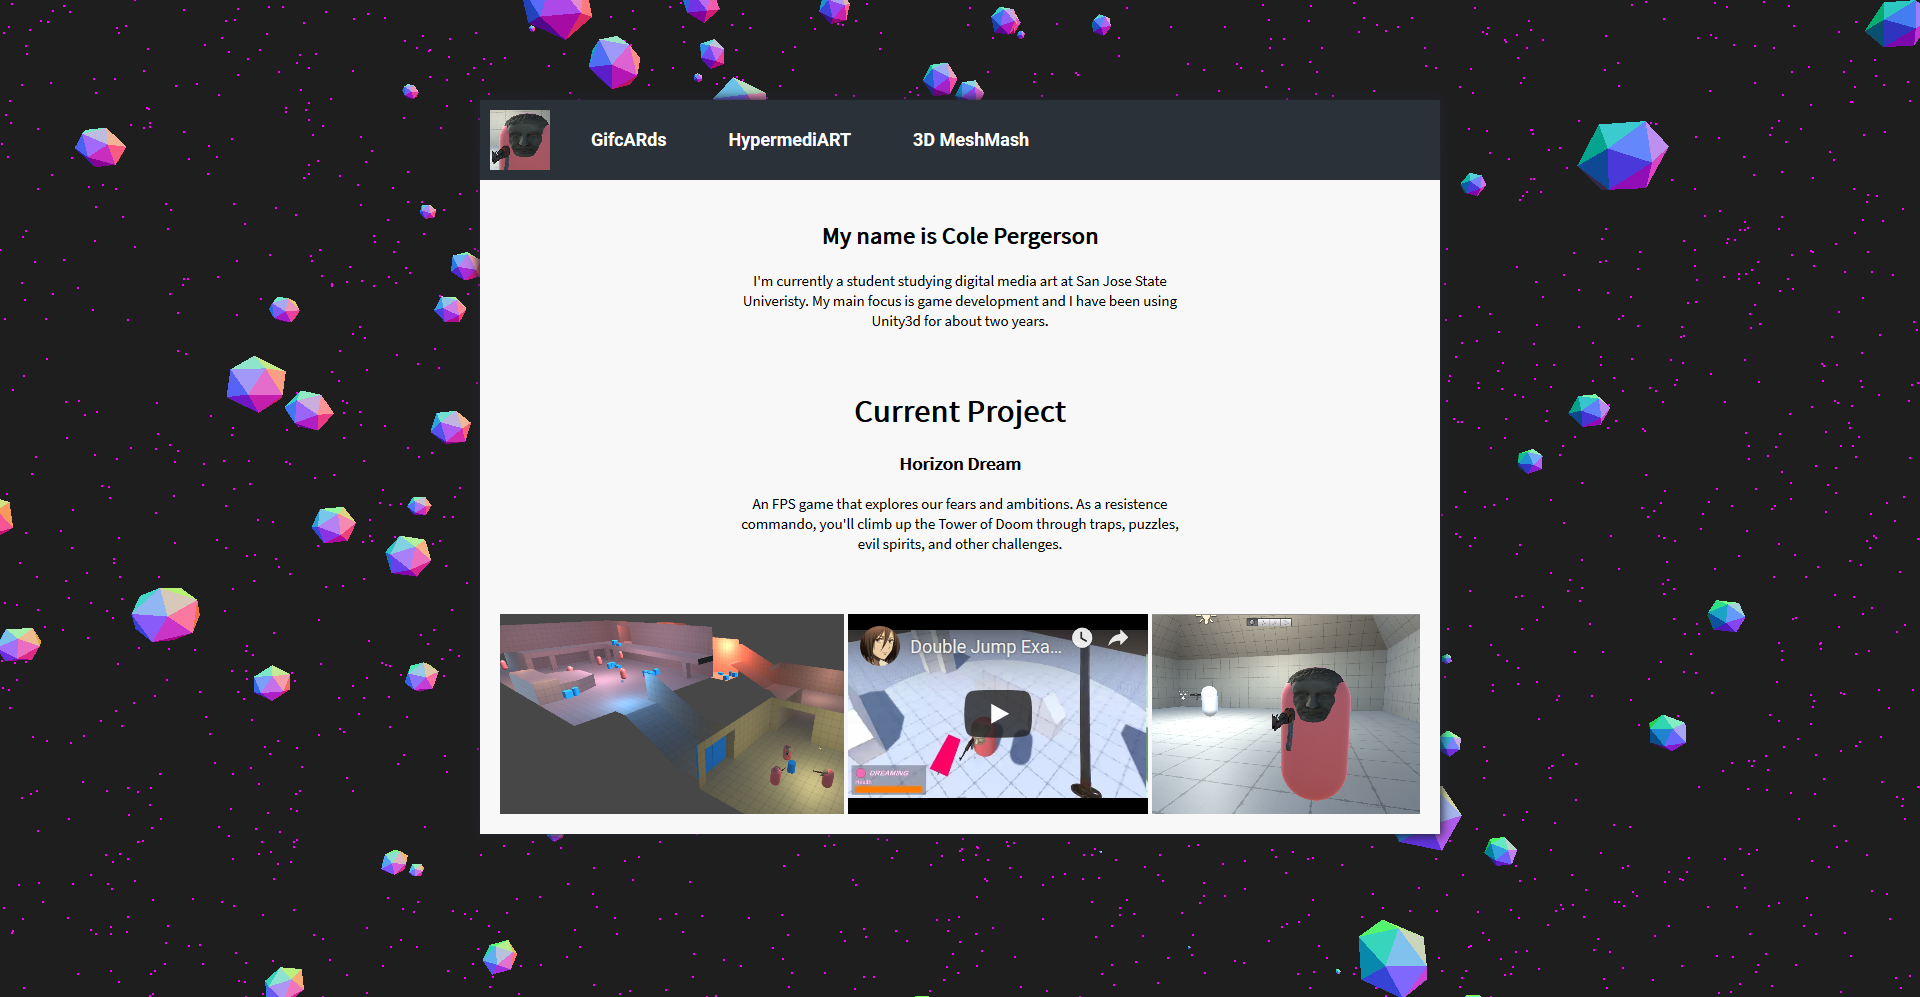 GifcARds HypermediART 3D MeshMash
My name is Cole Pergerson
I'm currently a student studying digital media art at San Jose State
Univeristy. My main focus is game development and I have been using
Unity3d for about two years.
Current Project
Horizon Dream
An FPS game that explores our fears and ambitions. As a resistence
commando, you'll climb up the Tower of Doom through traps, puzzles,
evil spirits, and other challenges.
Double Jump Exa...
DREAMING
Health